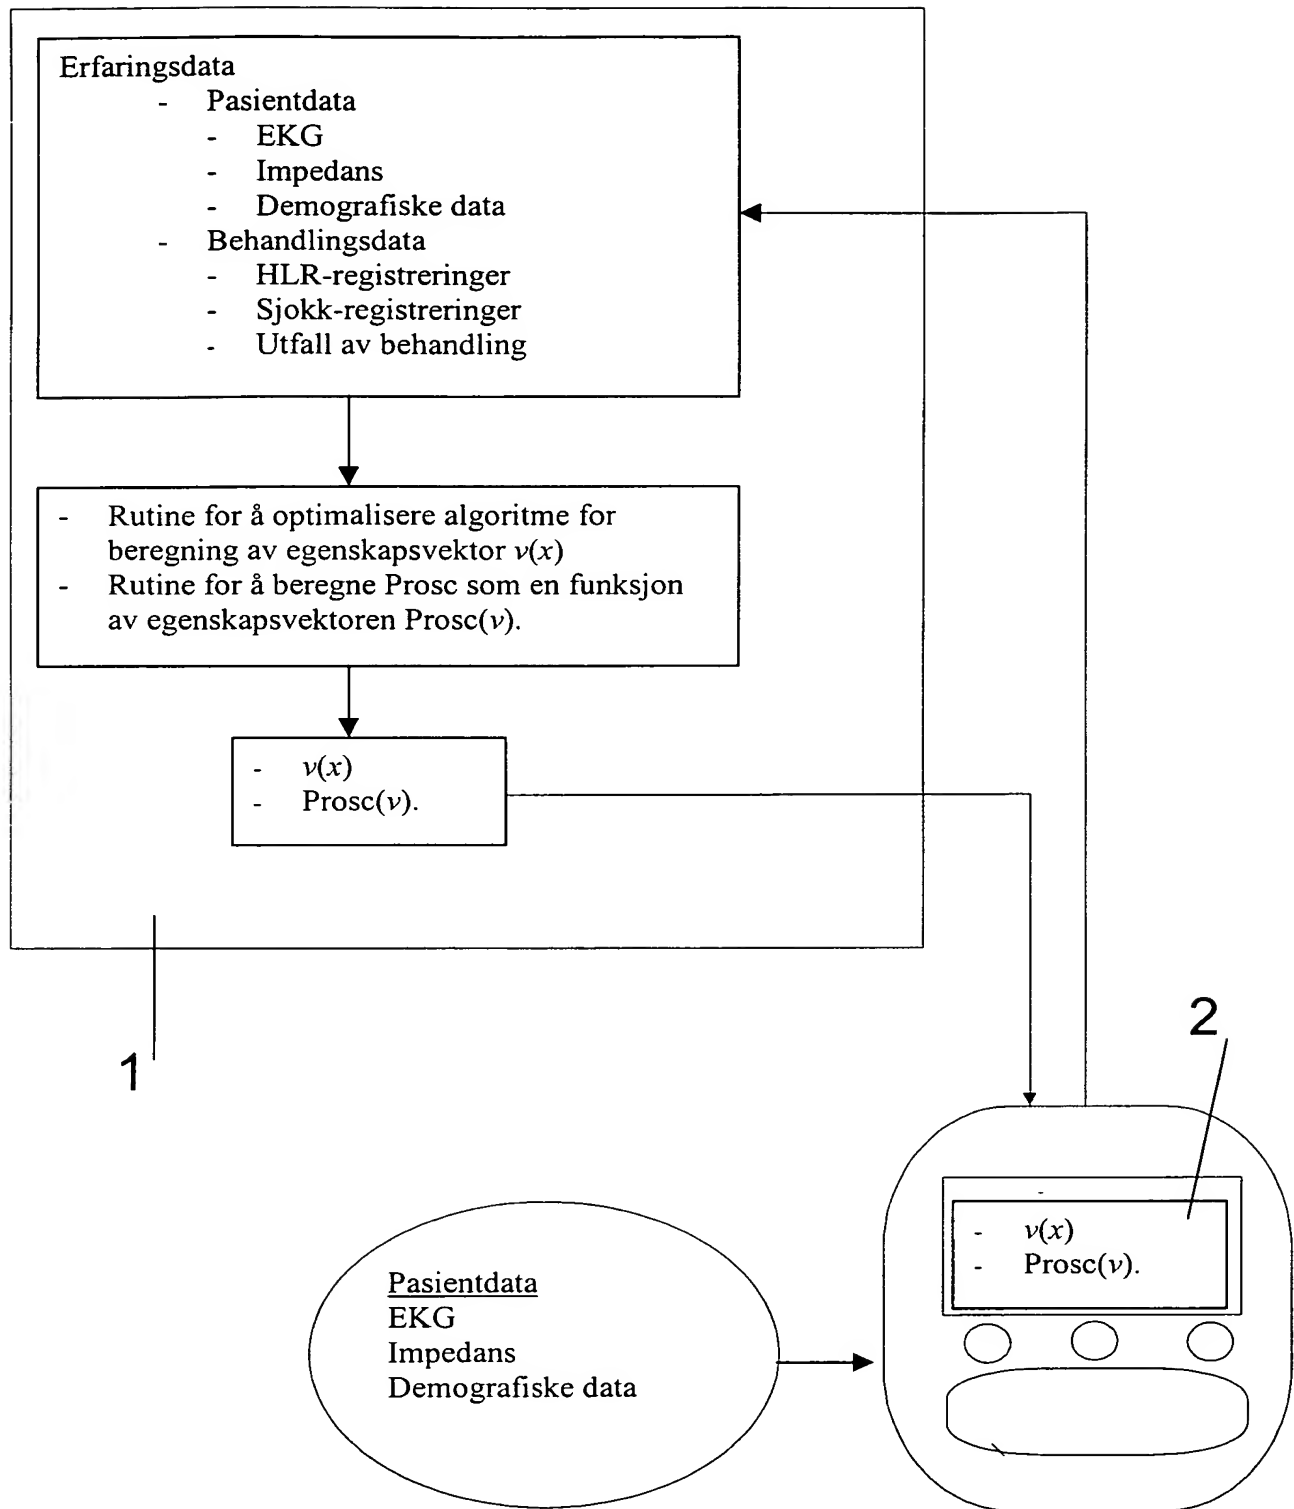 Erfaringsdata
- Pasientdata
- EKG
- Impedans
- Demografiske data
- Behandlingsdata
- HLR-registreringer
- Sjokk-registreringer
- Utfall av behandling
- Rutine for å optimalisere algoritme for
beregning av egenskapsvektor v(x)
- Rutine for å beregne Prosc som en funksjon
av egenskapsvektoren Prosc(v).
- v(x)
- Prosc(v).
1
2
- v(x)
- Prosc(v).
Pasientdata
EKG
Impedans
Demografiske data